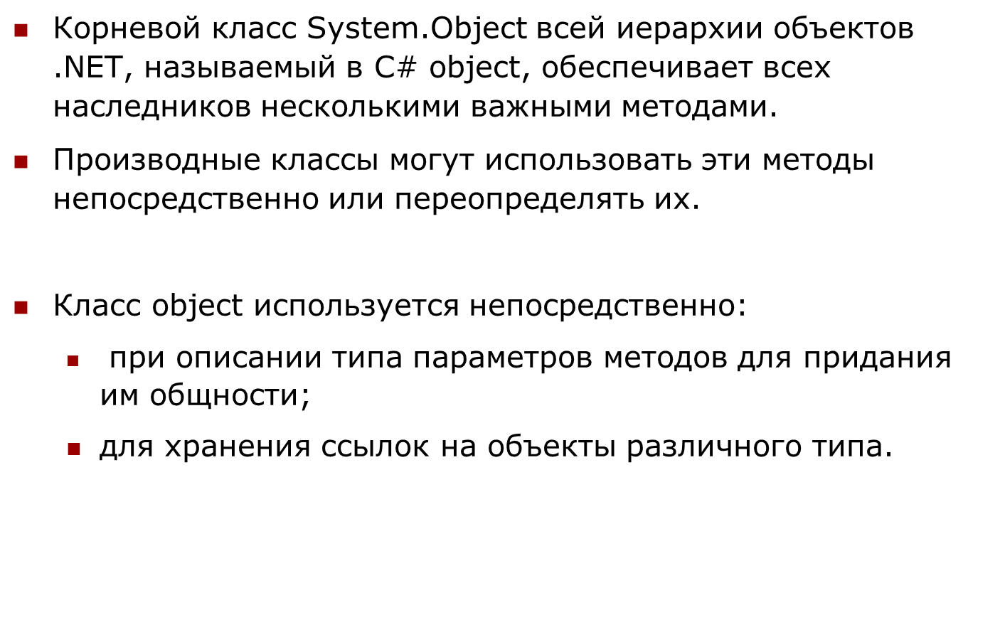 Корневой класс System.Object всей иерархии объектов
.NET, называемый в C# object, обеспечивает всех
наследников несколькими важными методами.
Производные классы могут использовать эти методы
непосредственно или переопределять их.
Класс object используется непосредственно:
при описании типа параметров методов для придания
им общности;
для хранения ссылок на объекты различного типа.